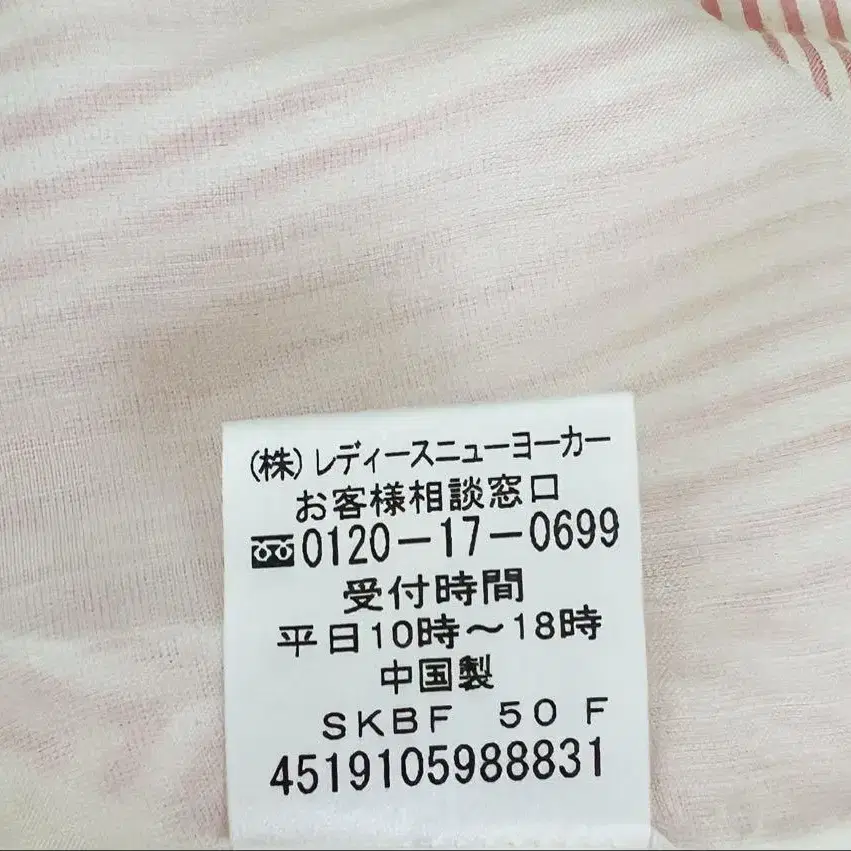 (株)レディースニューヨーカー
お客様相談窓口
0120-17-0699
受付時間
平日10時〜18時
中国製
SKBF 50 F
4519105988831